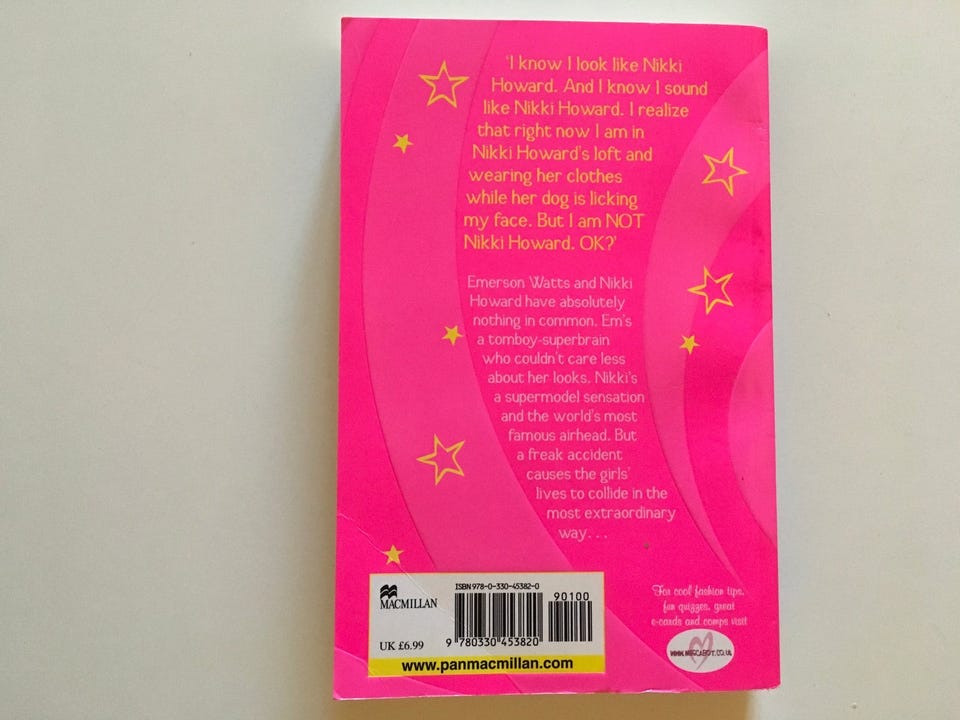 'I know I look like Nikki
Howard. And I know I sound
like Nikki Howard. I realize
that right now I am in
Nikki Howard's loft and
wearing her clothes
while her dog is licking
my face. But I am NOT
Nikki Howard. OK?'
Emerson Watts and Nikki
Howard have absolutely
nothing in common. Em's
a tomboy-superbrain
who couldn't care less
about her looks. Nikki's
a supermodel sensation
and the world's most
famous airhead. But
a freak accident
causes the girls'
lives to collide in the
most extraordinary
way...
MACMILLAN
UK £6.99
ISBN 978-0-330-45382-0
90100
9 780330 453820
www.panmacmillan.com
For cool fashion tips,
fun quizzes, great
e-cards and comps visit
WWW.MEGCABOT.CO.UK